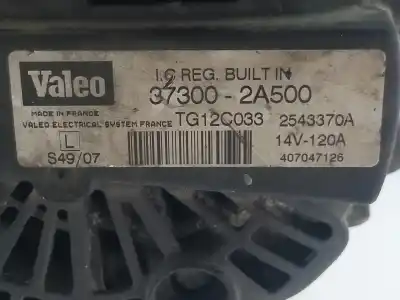 Valeo
I.C REG. BUILT IN
37300 - 2A500
MADE IN FRANCE
VALEO ELECTRICAL SYSTEM FRANCE
TG12C033 2543370A
L
14V-120A
S49/07
407047126